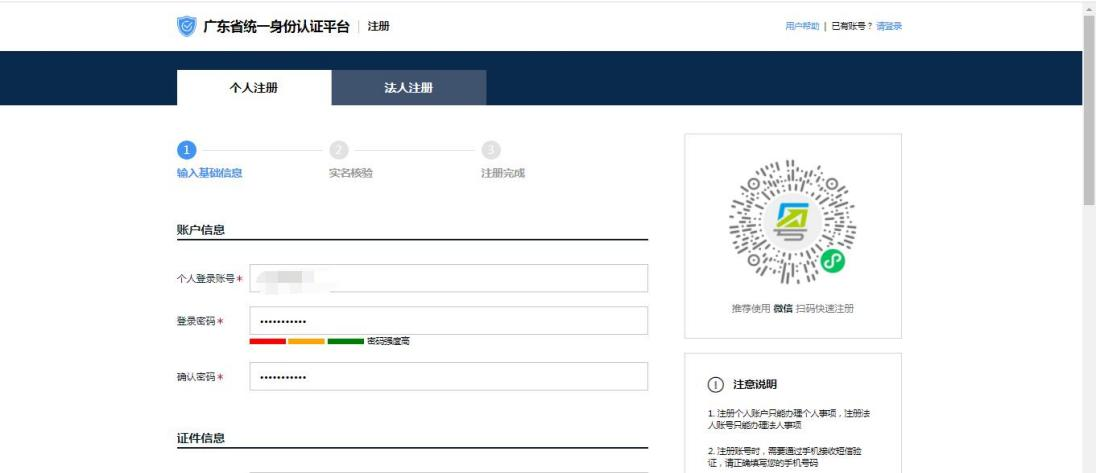 广东省统一身份认证平台 | 注册
用户帮助 | 已有账号？请登录
个人注册 法人注册
1 2 3
输入基础信息 实名核验 注册完成
账户信息
个人登录账号*
登录密码*
密码强度高
确认密码*
证件信息
推荐使用 微信 扫码快速注册
注意说明
1. 注册个人账户只能办理个人事项，注册法
人账号只能办理法人事项
2. 注册账号时，需要通过手机接收短信验
证，请正确填写您的手机号码